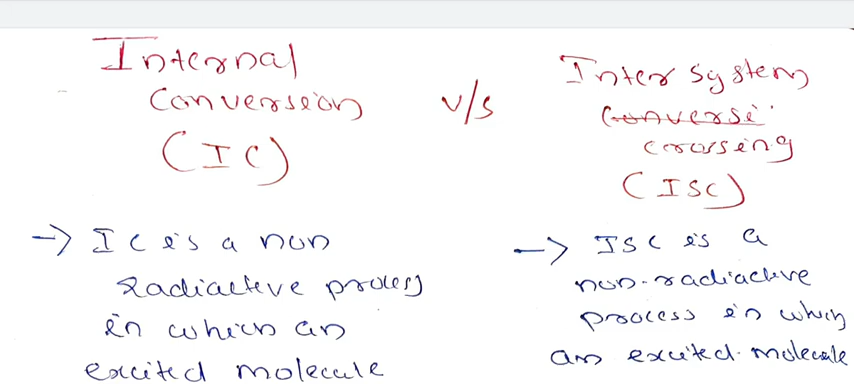 Internal
Conversion
(IC)
v/s
Inter system
Converse
crossing
(ISC)
→ IC is a non
radiactive process
in which an
excited molecule
→ ISC is a
non-radiactive
process in which
an excited molecule